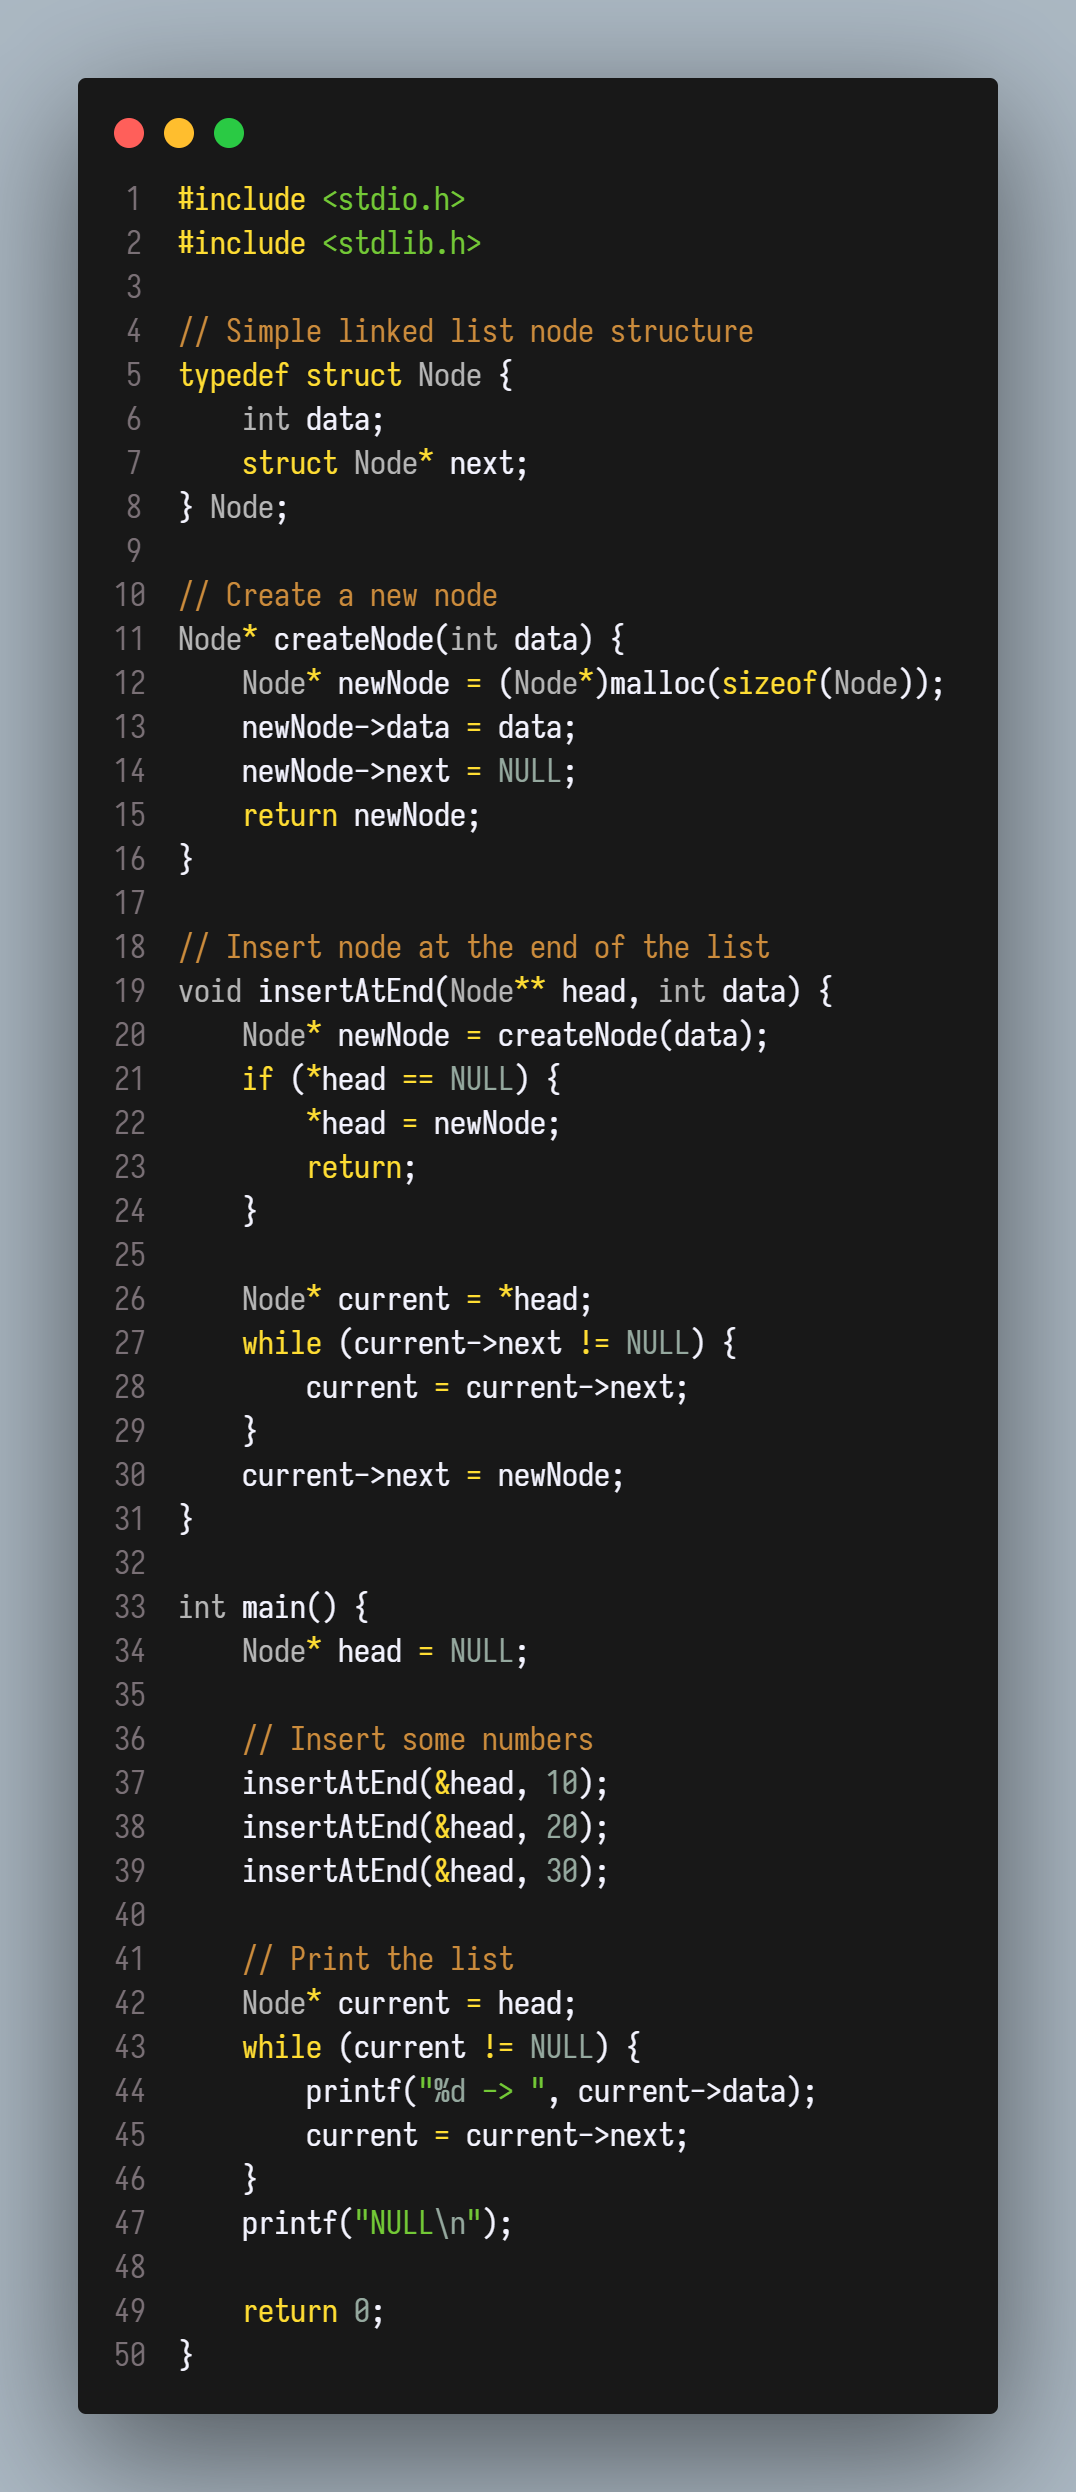 1 #include <stdio.h>
2 #include <stdlib.h>
3
4 // Simple linked list node structure
5 typedef struct Node {
6     int data;
7     struct Node* next;
8 } Node;
9
10 // Create a new node
11 Node* createNode(int data) {
12     Node* newNode = (Node*)malloc(sizeof(Node));
13     newNode->data = data;
14     newNode->next = NULL;
15     return newNode;
16 }
17
18 // Insert node at the end of the list
19 void insertAtEnd(Node** head, int data) {
20     Node* newNode = createNode(data);
21     if (*head == NULL) {
22         *head = newNode;
23         return;
24     }
25
26     Node* current = *head;
27     while (current->next != NULL) {
28         current = current->next;
29     }
30     current->next = newNode;
31 }
32
33 int main() {
34     Node* head = NULL;
35
36     // Insert some numbers
37     insertAtEnd(&head, 10);
38     insertAtEnd(&head, 20);
39     insertAtEnd(&head, 30);
40
41     // Print the list
42     Node* current = head;
43     while (current != NULL) {
44         printf("%d -> ", current->data);
45         current = current->next;
46     }
47     printf("NULL\n");
48
49     return 0;
50 }